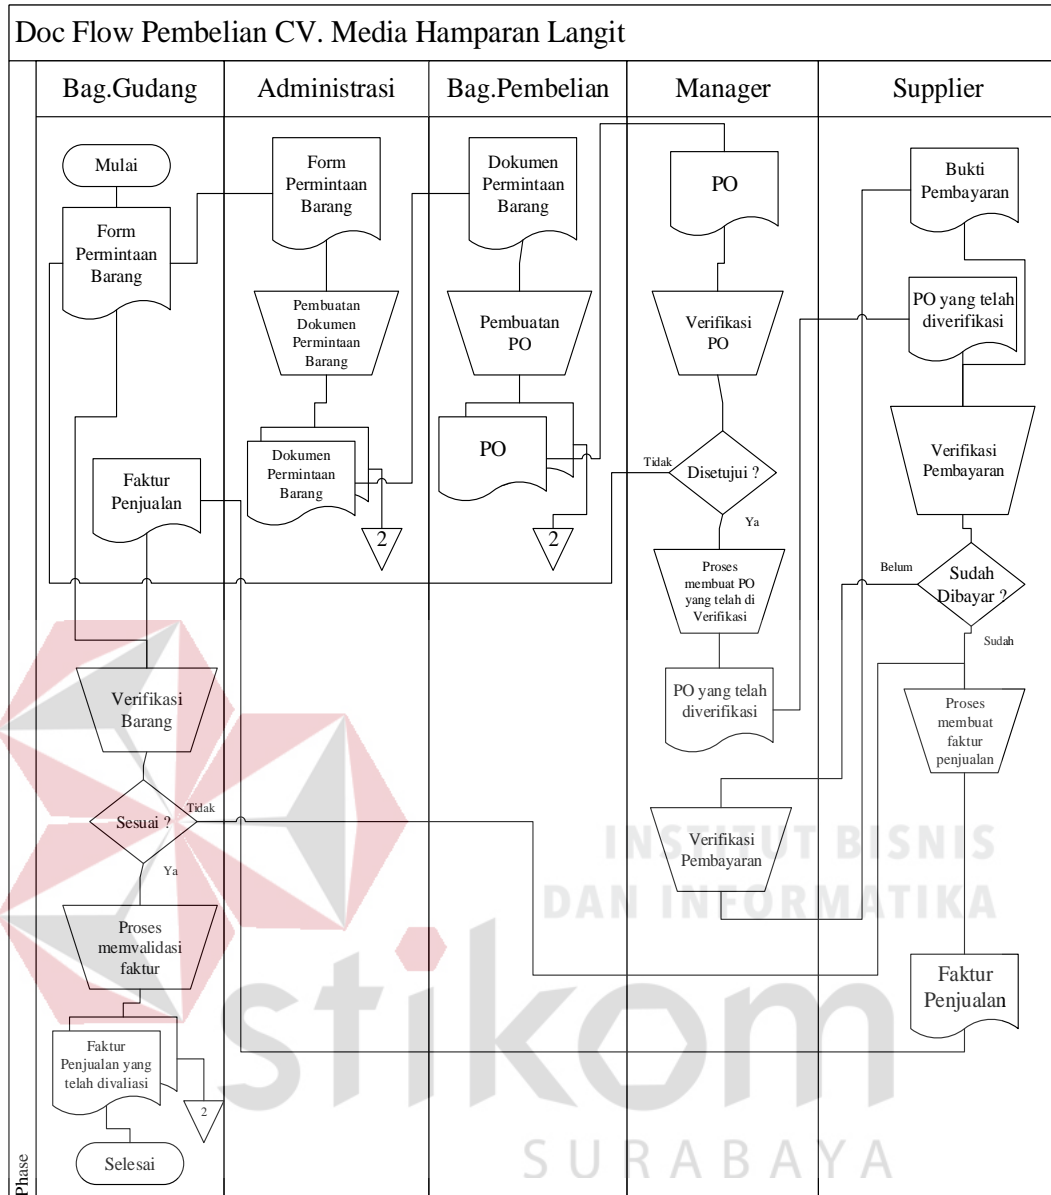 Doc Flow Pembelian CV. Media Hamparan Langit
Bag.Gudang
Administrasi
Bag.Pembelian
Manager
Supplier
Mulai
Form
Permintaan
Barang
Faktur
Penjualan
Verifikasi
Barang
Sesuai ?
Tidak
Ya
Proses
memvalidasi
faktur
Faktur
Penjualan yang
telah divaliasi
2
Selesai
Form
Permintaan
Barang
Pembuatan
Dokumen
Permintaan
Barang
Dokumen
Permintaan
Barang
2
Dokumen
Permintaan
Barang
Pembuatan
PO
PO
2
PO
Verifikasi
PO
Disetujui ?
Tidak
Ya
Proses
membuat PO
yang telah di
Verifikasi
PO yang telah
diverifikasi
Verifikasi
Pembayaran
Bukti
Pembayaran
PO yang telah
diverifikasi
Verifikasi
Pembayaran
Sudah
Dibayar ?
Belum
Sudah
Proses
membuat
faktur
penjualan
Faktur
Penjualan
Phase
INSTITUT BISNIS
DAN INFORMATIKA
stikom
SURABAYA